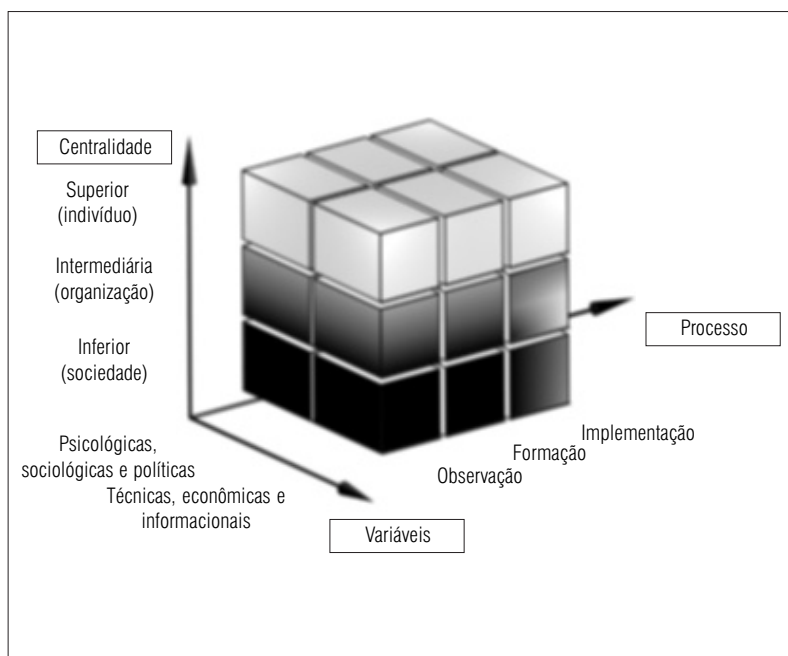 Centralidade
Superior
(indivíduo)
Intermediária
(organização)
Inferior
(sociedade)
Processo
Psicológicas,
sociológicas e políticas
Técnicas, econômicas e
informacionais
Observação
Formação
Implementação
Variáveis